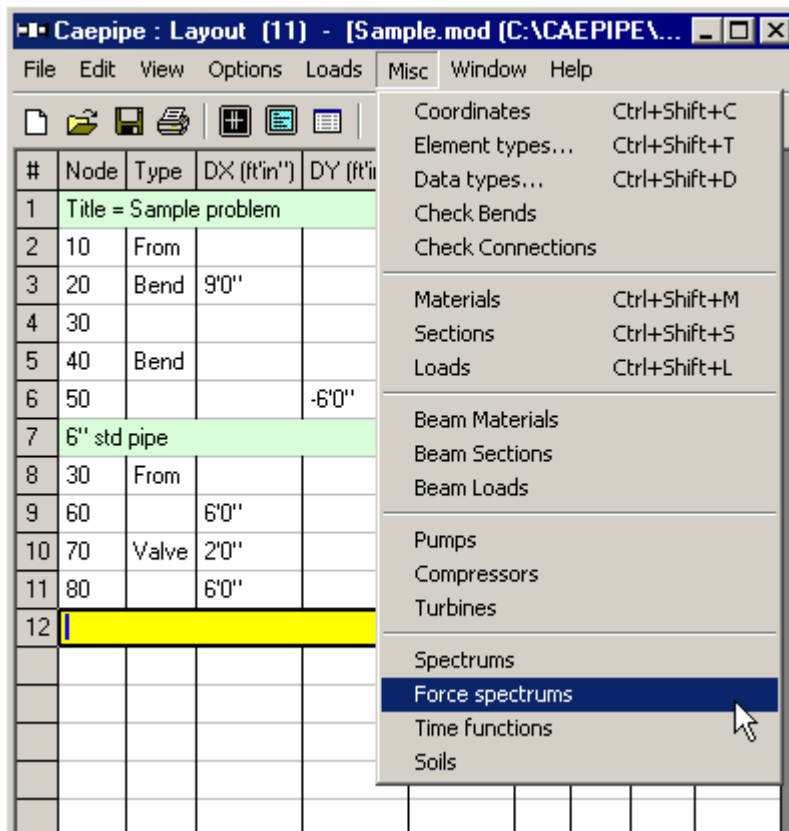 Caepipe : Layout (11) - [Sample.mod (C:\CAEPIPE\...
File Edit View Options Loads Misc Window Help
# Node Type DX (ft'in'') DY (ft'i
1 Title = Sample problem
2 10 From
3 20 Bend 9'0''
4 30
5 40 Bend
6 50 -6'0''
7 6'' std pipe
8 30 From
9 60 6'0''
10 70 Valve 2'0''
11 80 6'0''
12
Coordinates Ctrl+Shift+C
Element types... Ctrl+Shift+T
Data types... Ctrl+Shift+D
Check Bends
Check Connections
Materials Ctrl+Shift+M
Sections Ctrl+Shift+S
Loads Ctrl+Shift+L
Beam Materials
Beam Sections
Beam Loads
Pumps
Compressors
Turbines
Spectrums
Force spectrums
Time functions
Soils